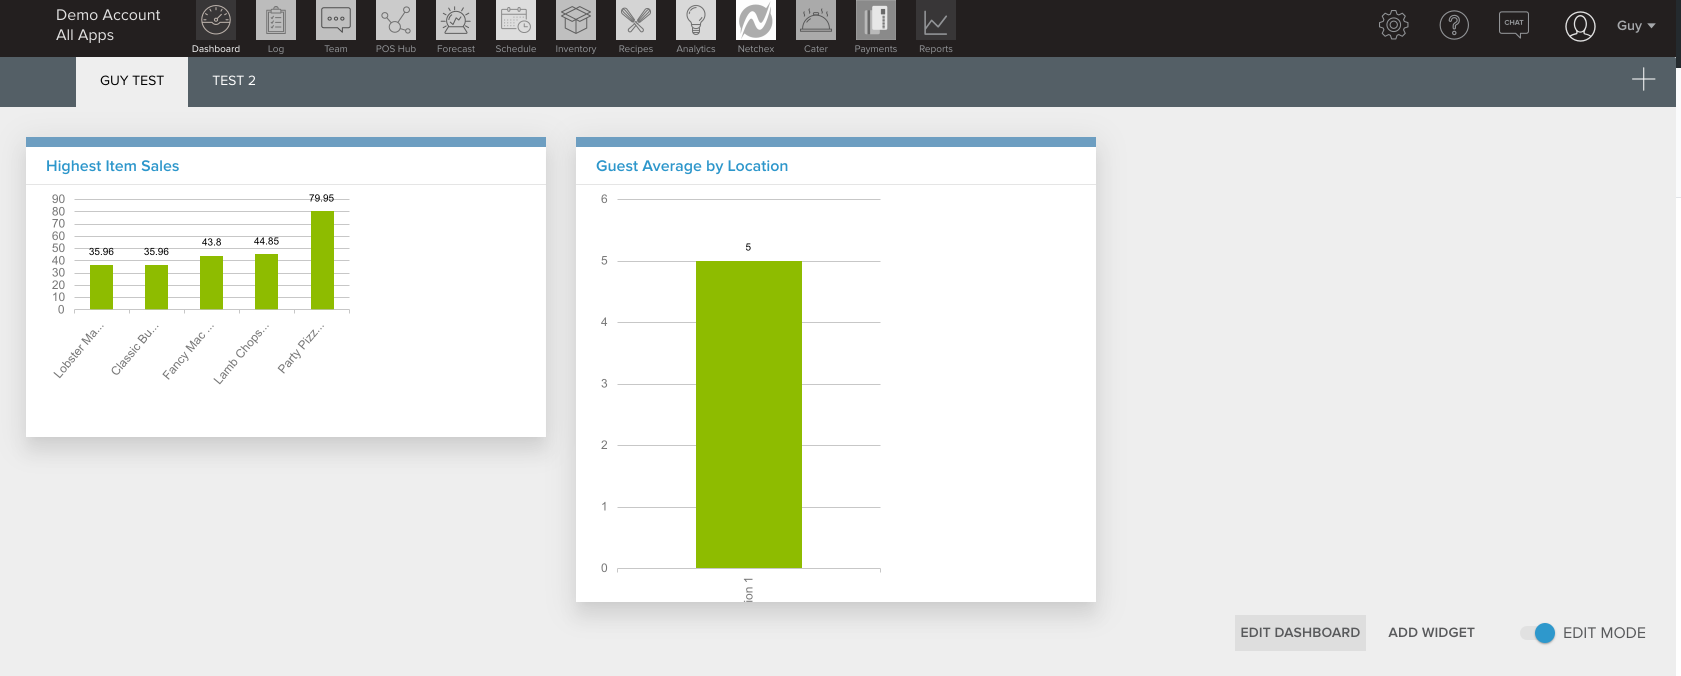 Demo Account
All Apps
Dashboard
Log
Team
POS Hub
Forecast
Schedule
Inventory
Recipes
Analytics
Netchex
Cater
Payments
Reports
?
CHAT
Guy
GUY TEST
TEST 2
Highest Item Sales
90
80
70
60
50
40
30
20
10
0
35.96
35.96
43.8
44.85
79.95
Lobster Ma...
Classic Bu...
Fancy Mac ...
Lamb Chops...
Party Pizz...
Guest Average by Location
6
5
4
3
2
1
0
5
ion 1
EDIT DASHBOARD
ADD WIDGET
EDIT MODE